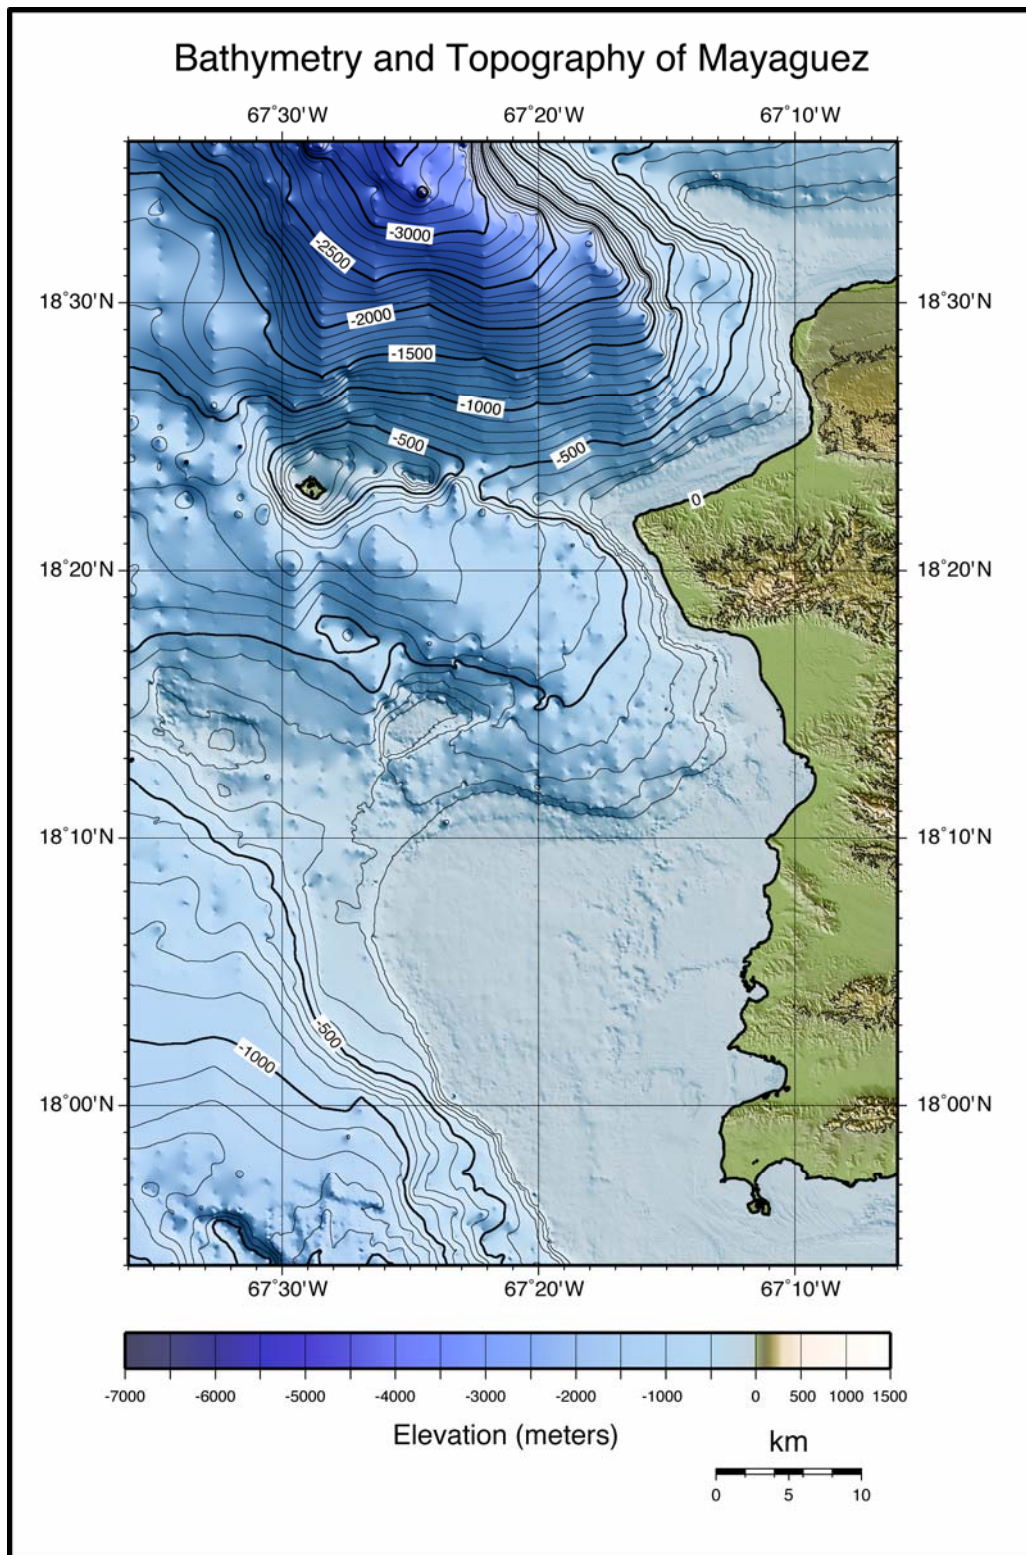 Bathymetry and Topography of Mayaguez
67°30'W 67°20'W 67°10'W
-3000
-2500
18°30'N 18°30'N
-2000
-1500
-1000
-500
-500
0
18°20'N 18°20'N
18°10'N 18°10'N
-500
-1000
18°00'N 18°00'N
67°30'W 67°20'W 67°10'W
-7000 -6000 -5000 -4000 -3000 -2000 -1000 0 500 1000 1500
Elevation (meters)
km
0 5 10